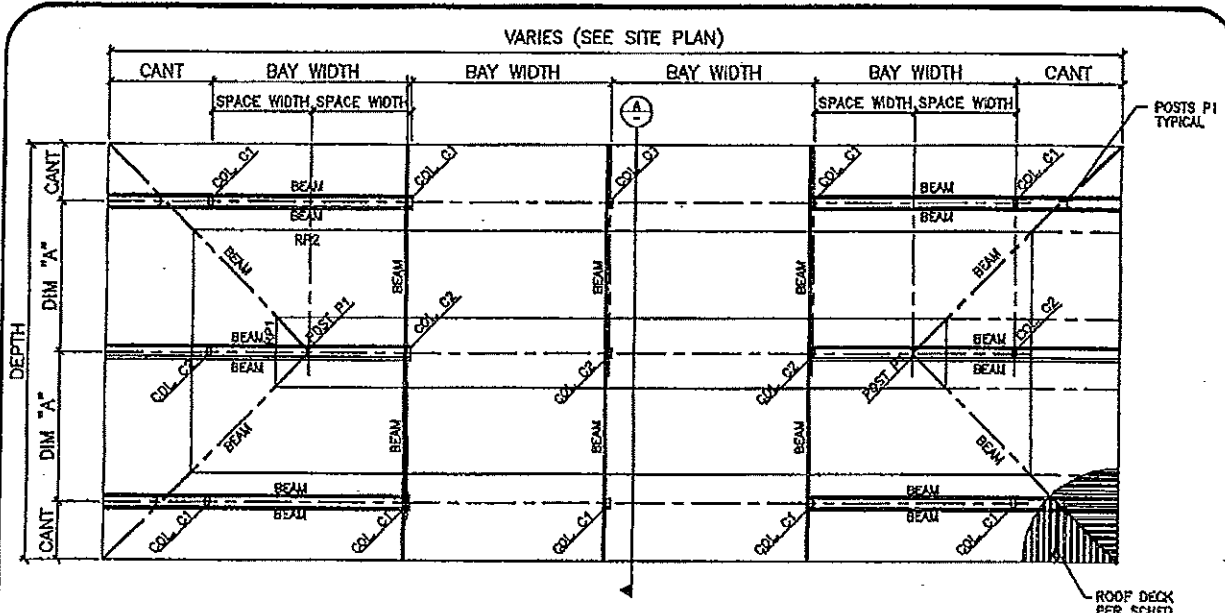 VARIES (SEE SITE PLAN)
CANT BAY WIDTH BAY WIDTH BAY WIDTH BAY WIDTH CANT
SPACE WIDTH SPACE WIDTH SPACE WIDTH SPACE WIDTH
A
POSTS P1
TYPICAL
CANT
COL. C1 COL. C1 COL. C1 COL. C1 COL. C1
BEAM BEAM
BEAM BEAM
RP2
DIM "A"
BEAM BEAM BEAM BEAM BEAM
DEPTH
POST P1 COL. C2 COL. C2
BEAM BEAM
BEAM BEAM
COL. C2 COL. C2 COL. C2 POST P1
DIM "A"
BEAM BEAM BEAM BEAM BEAM
BEAM BEAM
BEAM BEAM
CANT
COL. C1 COL. C1 COL. C1 COL. C1 COL. C1
ROOF DECK
PER SCHED